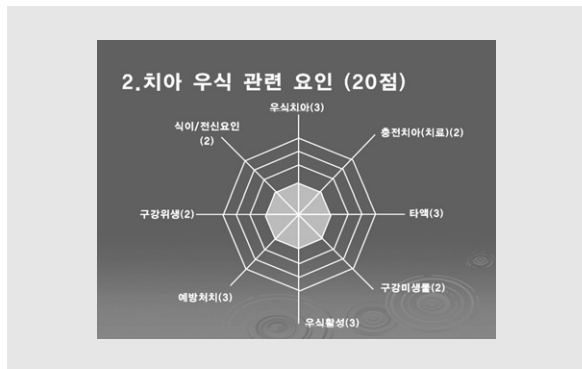 2.치아 우식 관련 요인 (20점)
우식치아(3)
식이/전신요인
(2)
충전치아(치료)(2)
구강위생(2)
타액(3)
예방처치(3)
구강미생물(2)
우식활성(3)